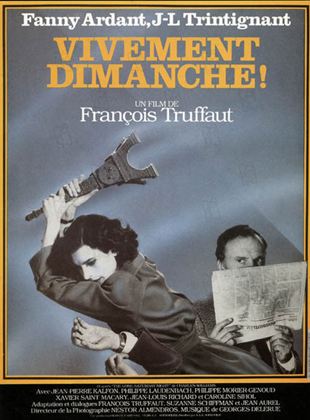 Fanny Ardant, J-L Trintignant
VIVEMENT
DIMANCHE!
UN FILM DE
François Truffaut
Avec JEAN-PIERRE KALFON, PHILIPPE LAUDENBACH, PHILIPPE MORIER-GENOUD
XAVIER SAINT MACARY, JEAN-LOUIS RICHARD et CAROLINE SIHOL
Adaptation et dialogues FRANÇOIS TRUFFAUT, SUZANNE SCHIFFMAN et JEAN AUREL
Directeur de la Photographie NESTOR ALMENDROS, MUSIQUE de GEORGES DELERUE